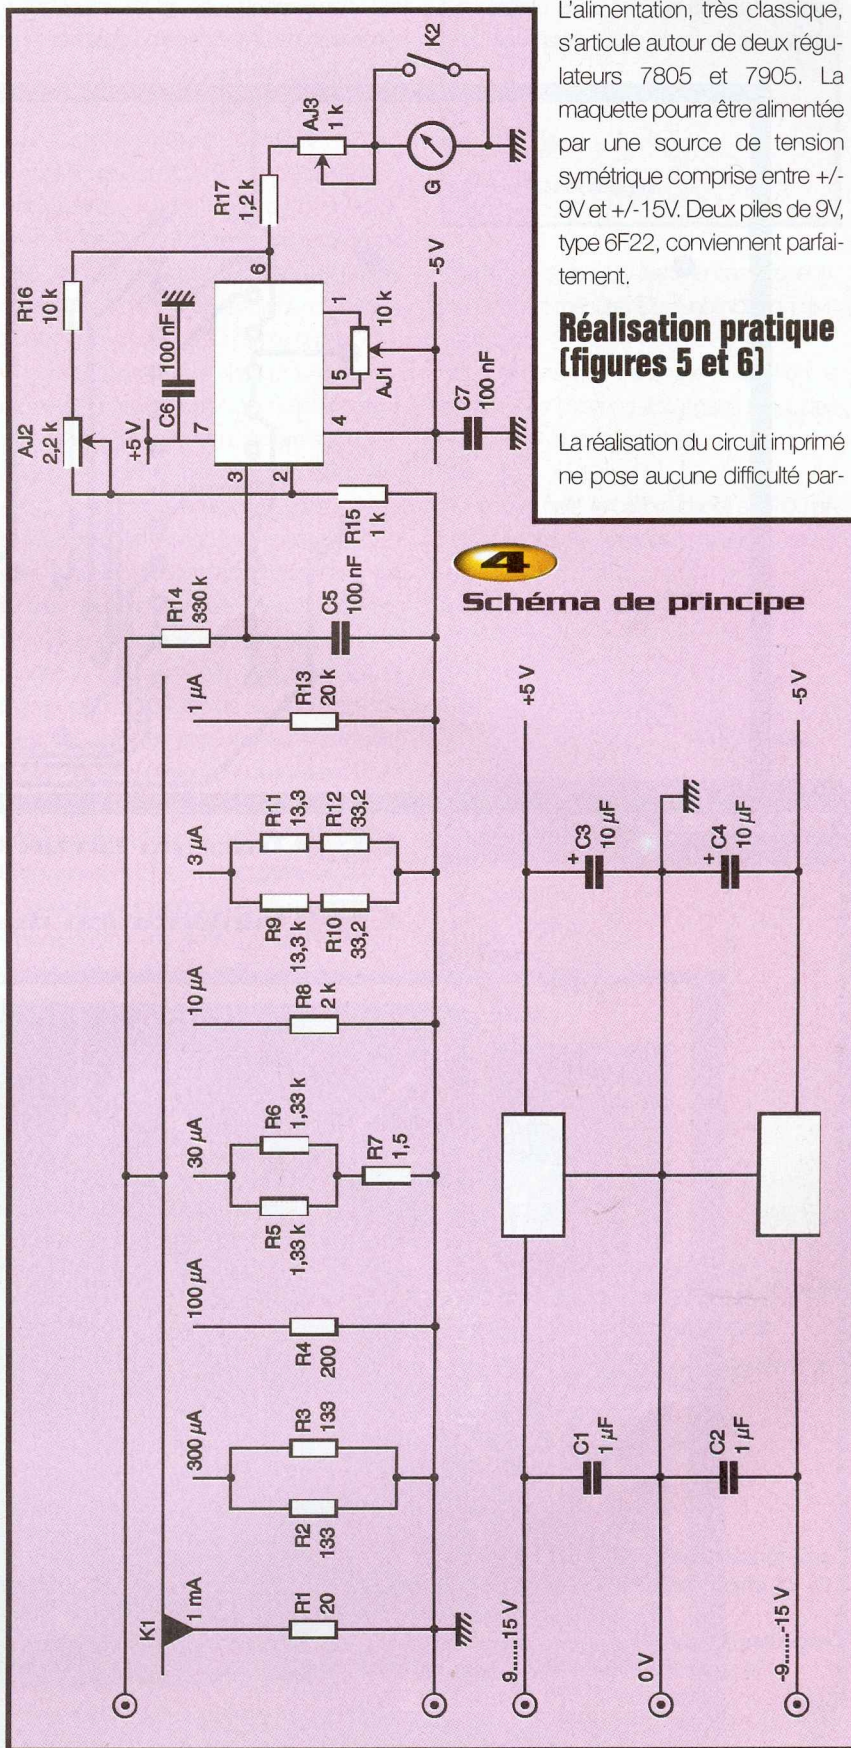 L'alimentation, très classique,
s'articule autour de deux régu-
lateurs 7805 et 7905. La
maquette pourra être alimentée
par une source de tension
symétrique comprise entre +/-
9V et +/-15V. Deux piles de 9V,
type 6F22, conviennent parfai-
tement.
Réalisation pratique
(figures 5 et 6)
La réalisation du circuit imprimé
ne pose aucune difficulté par-
4
Schéma de principe
K1
1 mA
R1
20
300 µA
R2
133
R3
133
100 µA
R4
200
30 µA
R5
1,33 k
R6
1,33 k
R7
1,5
10 µA
R8
2 k
3 µA
R9
13,3 k
R10
33,2
R11
13,3
R12
33,2
1 µA
R13
20 k
R14
330 k
C5
100 nF
R15
1 k
AJ2
2,2 k
R16
10 k
+5 V
C6
100 nF
3
2
7
4
6
5
1
AJ1
10 k
-5 V
C7
100 nF
R17
1,2 k
AJ3
1 k
G
K2
9......15 V
0 V
-9......-15 V
C1
1 µF
C2
1 µF
+
C3
10 µF
+
C4
10 µF
+5 V
-5 V